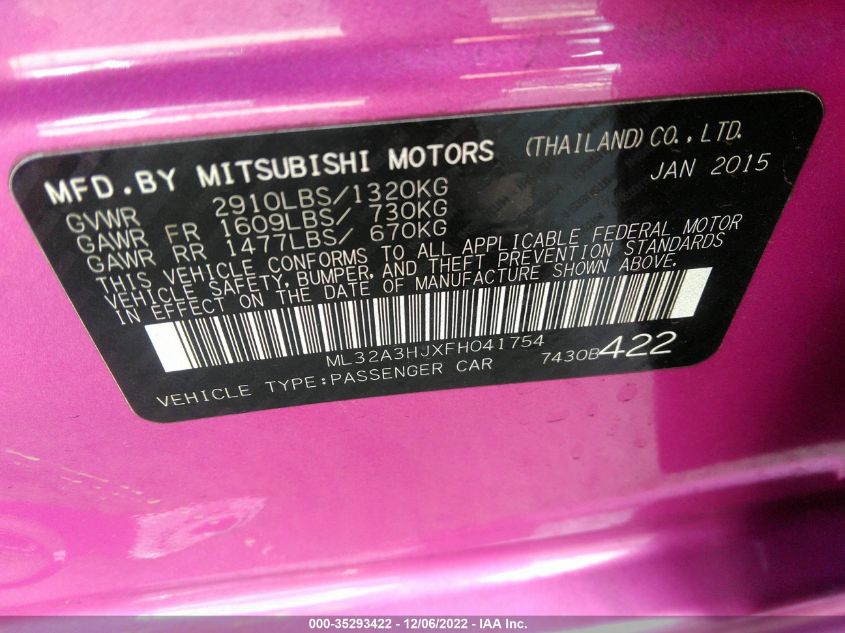 MFD.BY MITSUBISHI MOTORS (THAILAND)CO.,LTD.
JAN 2015
GVWR 2910LBS/1320KG
GAWR FR 1609LBS/ 730KG
GAWR RR 1477LBS/ 670KG
THIS VEHICLE CONFORMS TO ALL APPLICABLE FEDERAL MOTOR
VEHICLE SAFETY, BUMPER, AND THEFT PREVENTION STANDARDS
IN EFFECT ON THE DATE OF MANUFACTURE SHOWN ABOVE.
ML32A3HJXFH041754 7430B422
VEHICLE TYPE:PASSENGER CAR
000-35293422 - 12/06/2022 - IAA Inc.